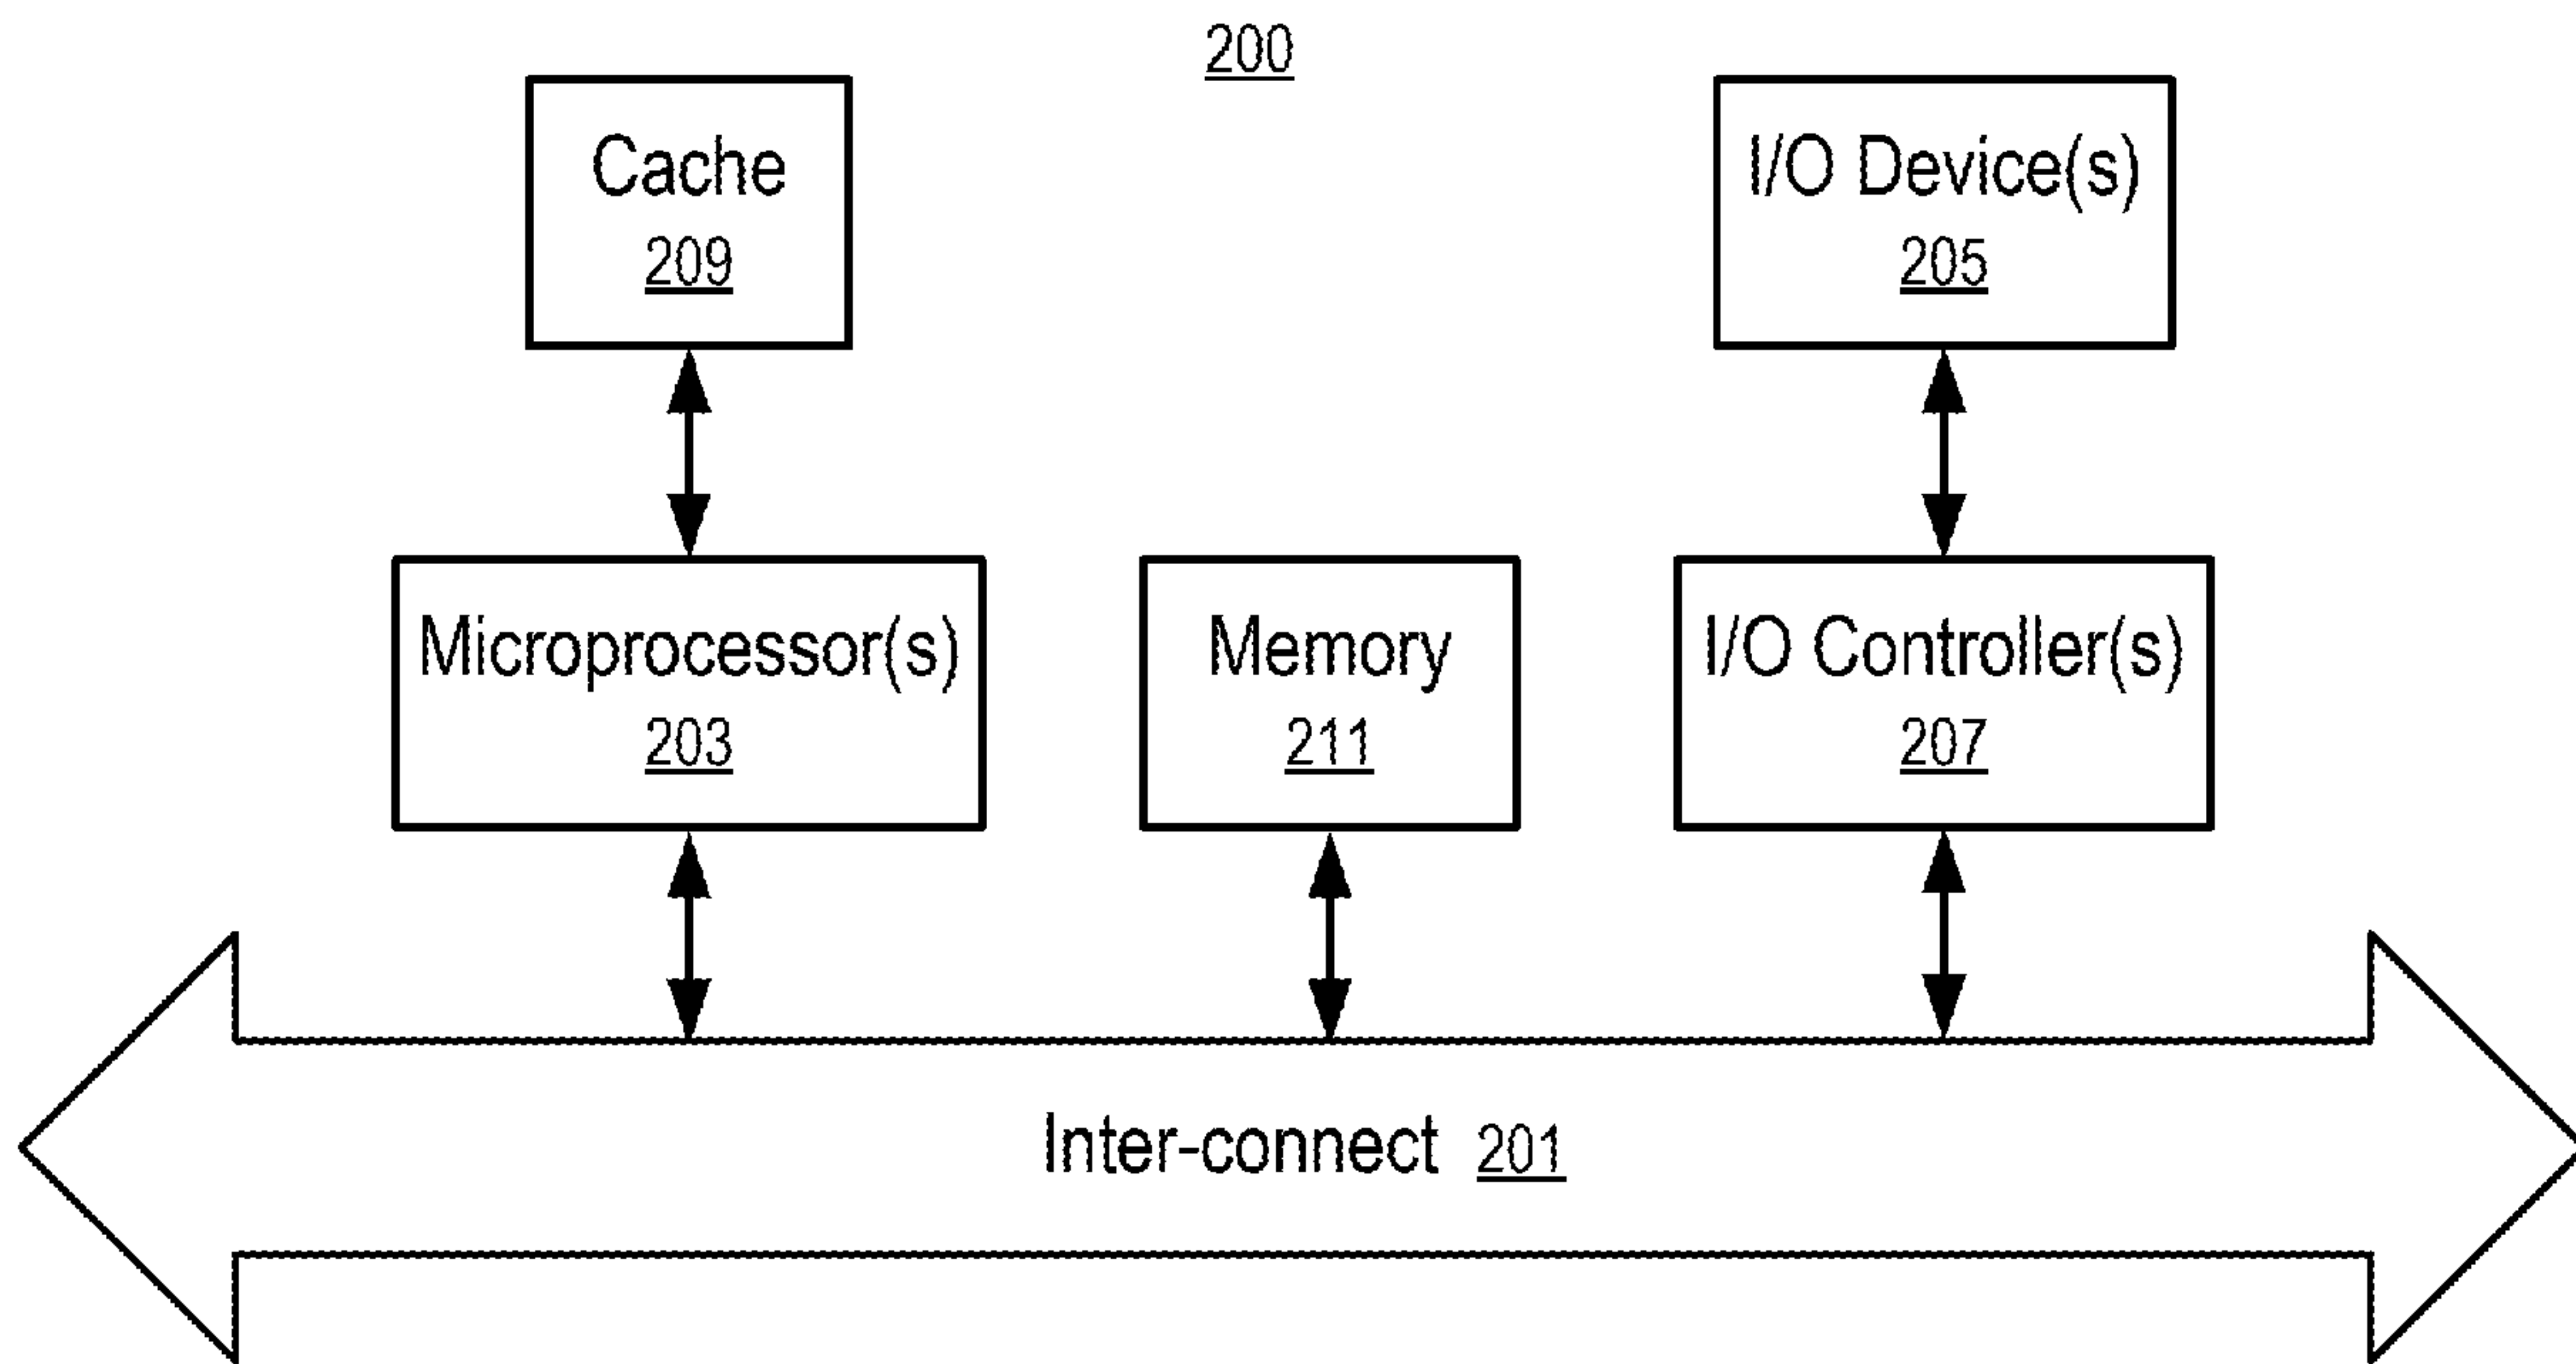 200
Cache
209
I/O Device(s)
205
Microprocessor(s)
203
Memory
211
I/O Controller(s)
207
Inter-connect 201